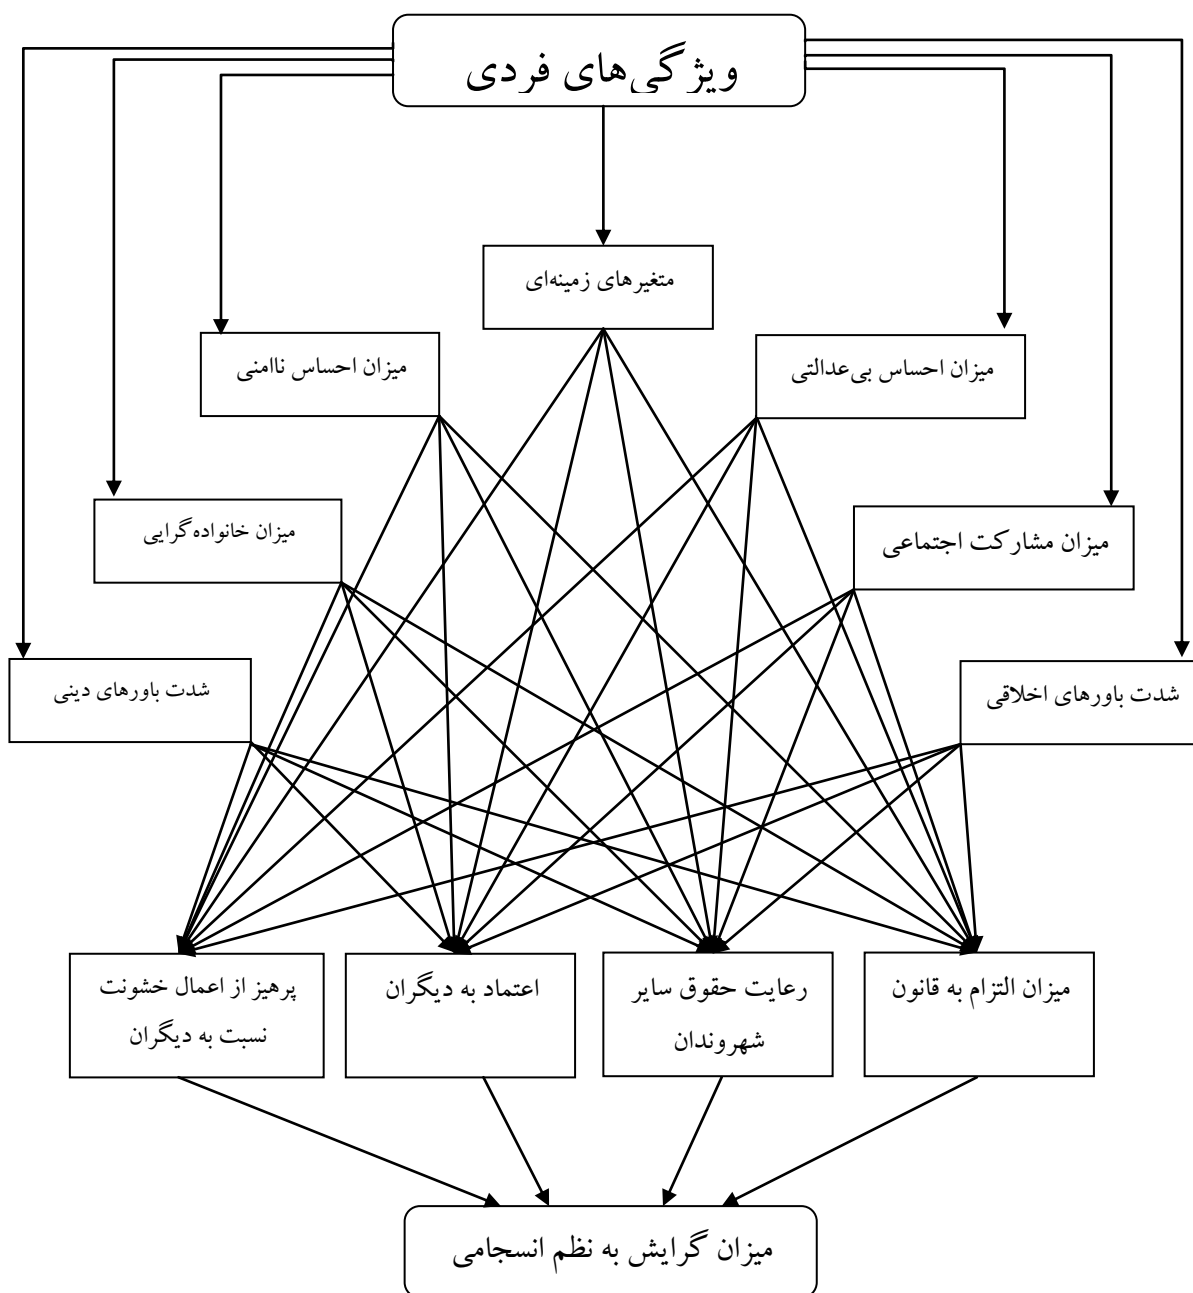 ویژگی‌های فردی
متغیرهای زمینه‌ای
میزان احساس بی‌عدالتی
میزان احساس ناامنی
میزان مشارکت اجتماعی
میزان خانواده‌گرایی
شدت باورهای اخلاقی
شدت باورهای دینی
میزان التزام به قانون
رعایت حقوق سایر
شهروندان
اعتماد به دیگران
پرهیز از اعمال خشونت
نسبت به دیگران
میزان گرایش به نظم انسجامی